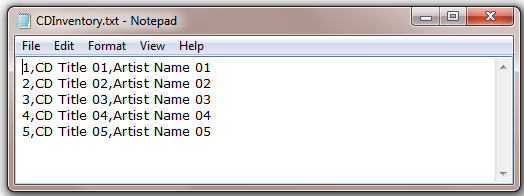 CDInventory.txt - Notepad
File Edit Format View Help
1,CD Title 01,Artist Name 01
2,CD Title 02,Artist Name 02
3,CD Title 03,Artist Name 03
4,CD Title 04,Artist Name 04
5,CD Title 05,Artist Name 05